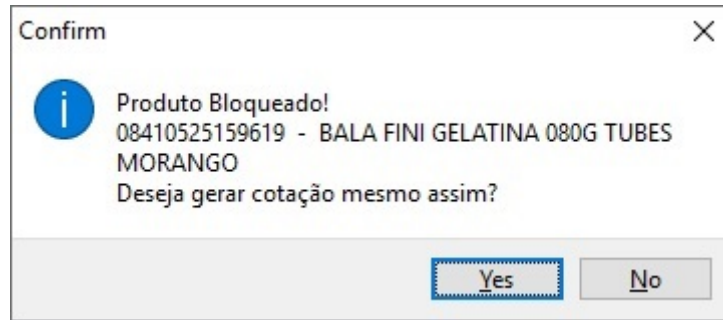 Confirm
Produto Bloqueado!
08410525159619 - BALA FINI GELATINA 080G TUBES
MORANGO
Deseja gerar cotação mesmo assim?
Yes
No